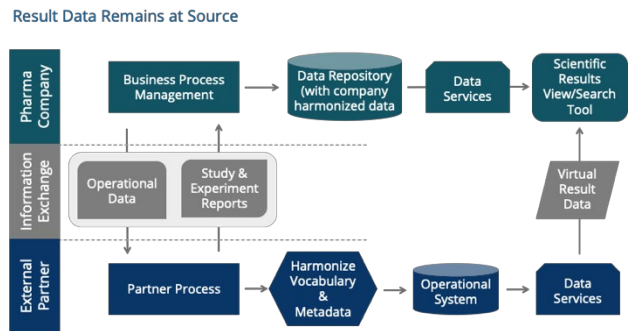 Result Data Remains at Source
Pharma
Company
Business Process
Management
Data Repository
(with company
harmonized data
Data
Services
Scientific
Results
View/Search
Tool
Information
Exchange
Operational
Data
Study &
Experiment
Reports
Virtual
Result
Data
External
Partner
Partner Process
Harmonize
Vocabulary
&
Metadata
Operational
System
Data
Services